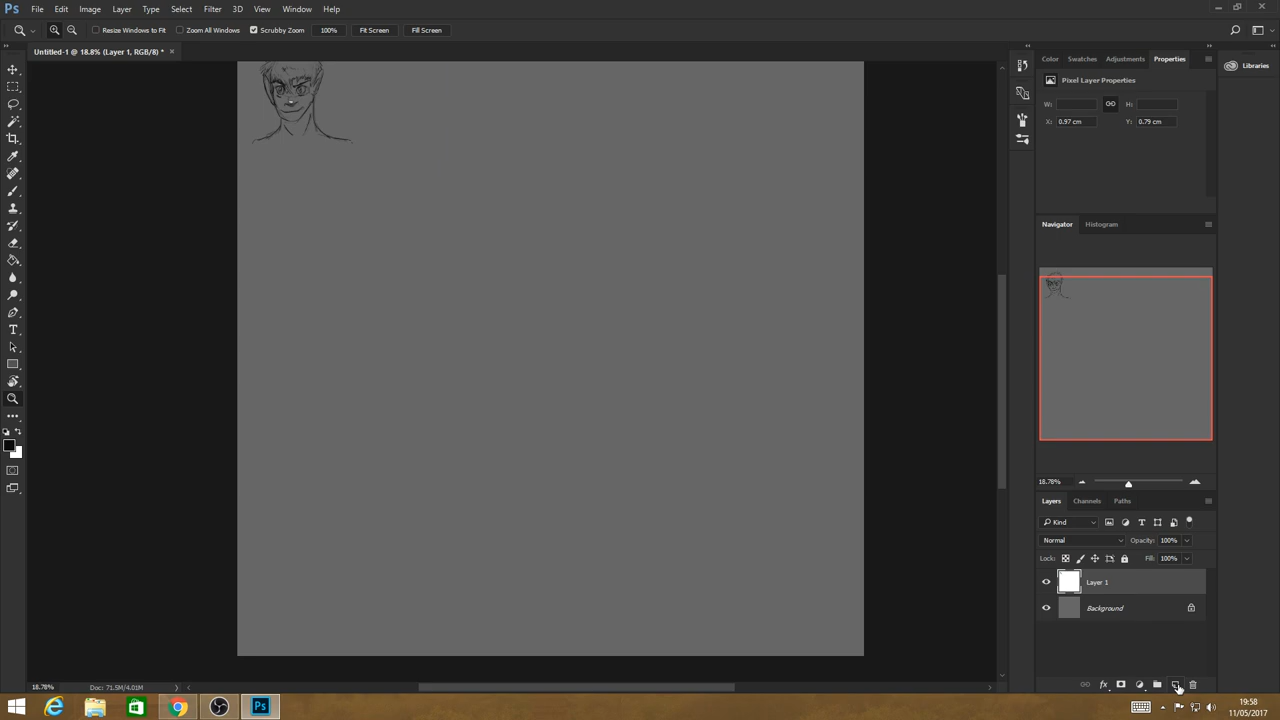 Ps File Edit Image Layer Type Select Filter 3D View Window Help
Resize Windows to Fit Zoom All Windows Scrubby Zoom 100% Fit Screen Fill Screen
Untitled-1 @ 18.8% (Layer 1, RGB/8) * ×
Color Swatches Adjustments Properties
Libraries
Pixel Layer Properties
W: H:
X: 0.97 cm Y: 0.79 cm
Navigator Histogram
18.78%
Layers Channels Paths
Kind
Normal Opacity: 100%
Lock: Fill: 100%
Layer 1
Background
fx
18.78% Doc: 71.5M/4.01M
Ps
19:58
11/05/2017